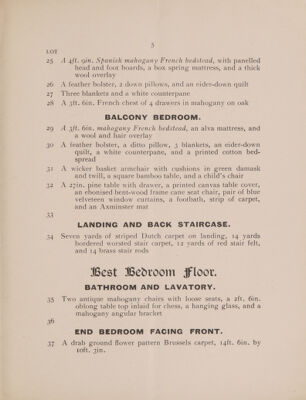 5
LOT
25 A 4ft. 9in. Spanish mahogany French bedstead, with panelled
head and foot boards, a box spring mattress, and a thick
wool overlay
26 A feather bolster, 2 down pillows, and an eider-down quilt
27 Three blankets and a white counterpane
28 A 3ft. 6in. French chest of 4 drawers in mahogany on oak
BALCONY BEDROOM.
29 A 3ft. 6in. mahogany French bedstead, an alva mattress, and
a wool and hair overlay
30 A feather bolster, a ditto pillow, 3 blankets, an eider-down
quilt, a white counterpane, and a printed cotton bed-
spread
31 A wicker basket armchair with cushions in green damask
and twill, a square bamboo table, and a child's chair
32 A 27in. pine table with drawer, a printed canvas table cover,
an ebonised bent-wood frame cane seat chair, pair of blue
velveteen window curtains, a footbath, strip of carpet,
and an Axminster mat
33
LANDING AND BACK STAIRCASE.
34 Seven yards of striped Dutch carpet on landing, 14 yards
bordered worsted stair carpet, 12 yards of red stair felt,
and 14 brass stair rods
Best Bedroom Floor.
BATHROOM AND LAVATORY.
35 Two antique mahogany chairs with loose seats, a 2ft. 6in.
oblong table top inlaid for chess, a hanging glass, and a
mahogany angular bracket
36
END BEDROOM FACING FRONT.
37 A drab ground flower pattern Brussels carpet, 14ft. 6in. by
10ft. 3in.